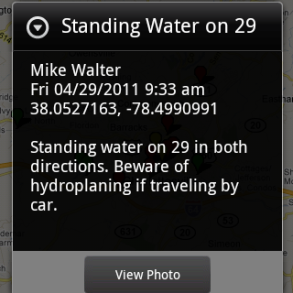 Standing Water on 29
Mike Walter
Fri 04/29/2011 9:33 am
38.0527163, -78.4990991
Standing water on 29 in both
directions. Beware of
hydroplaning if traveling by
car.
View Photo